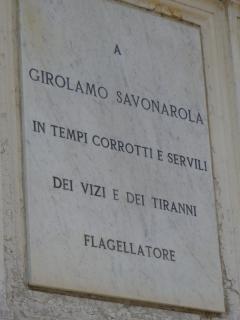 A
GIROLAMO SAVONAROLA
IN TEMPI CORROTTI E SERVILI
DEI VIZI E DEI TIRANNI
FLAGELLATORE